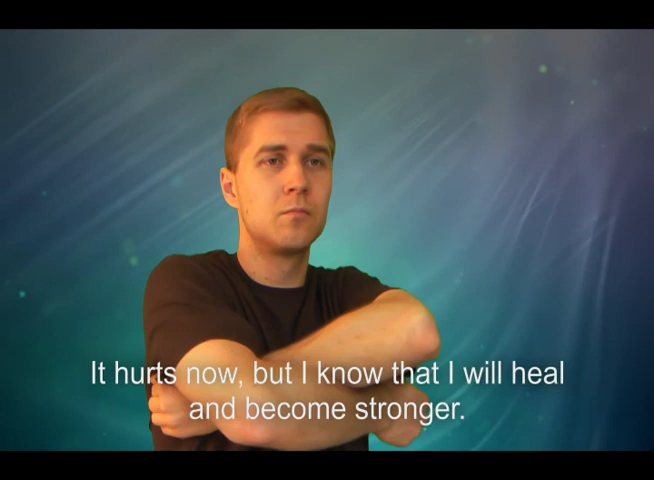 It hurts now, but I know that I will heal
and become stronger.